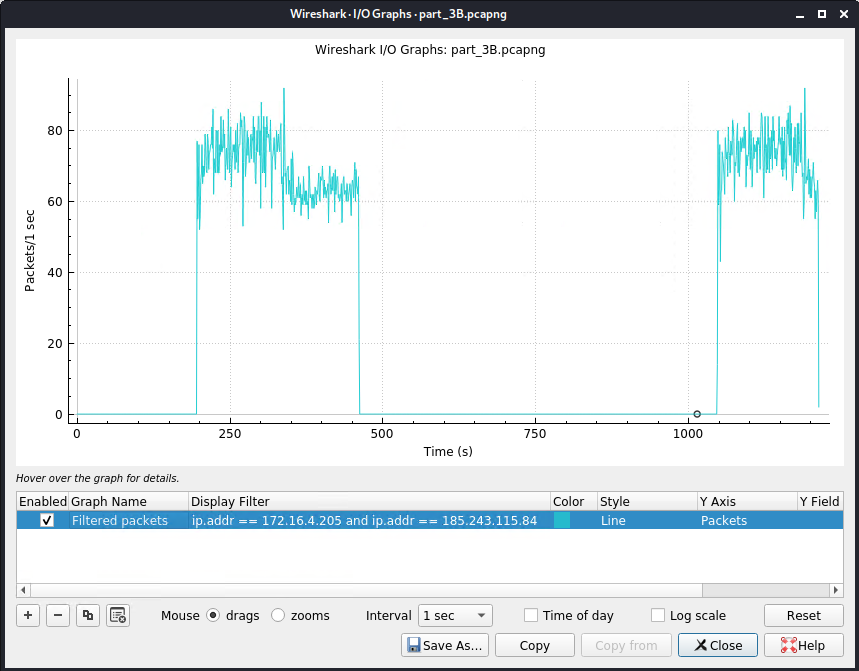 Wireshark · I/O Graphs · part_3B.pcapng
Wireshark I/O Graphs: part_3B.pcapng
80
60
40
20
0
Packets/1 sec
0 250 500 750 1000
Time (s)
Hover over the graph for details.
Enabled Graph Name Display Filter Color Style Y Axis Y Field
Filtered packets ip.addr == 172.16.4.205 and ip.addr == 185.243.115.84 Line Packets
Mouse drags zooms Interval 1 sec Time of day Log scale Reset
Save As... Copy Copy from Close Help